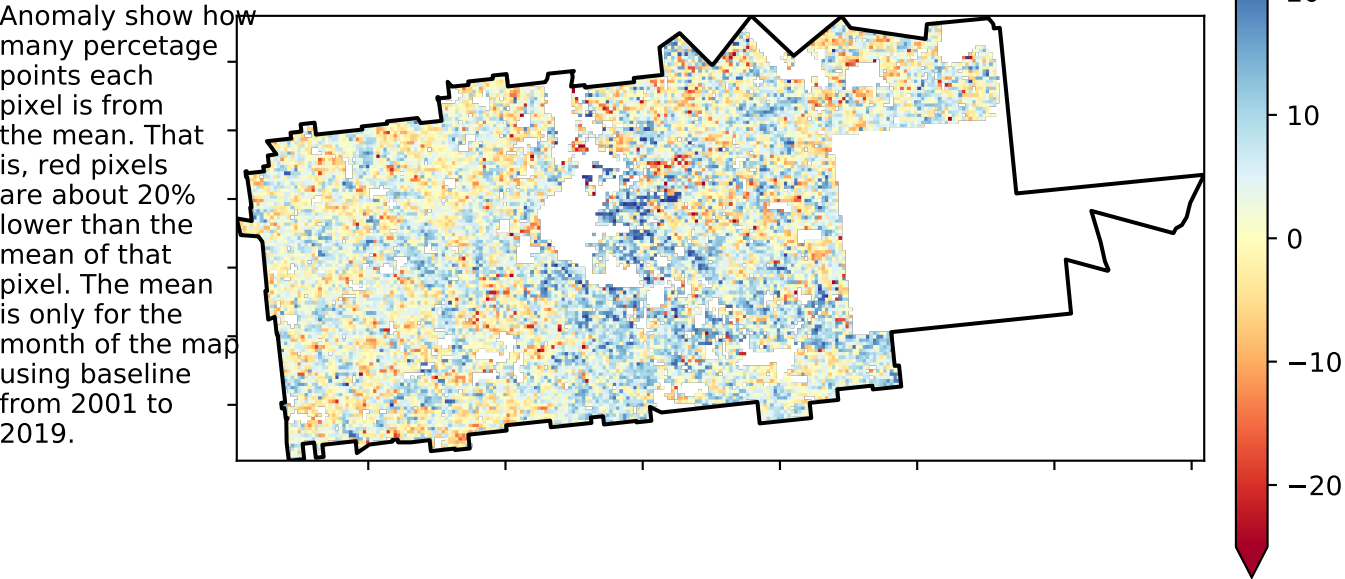 Anomaly show how
many percetage
points each
pixel is from
the mean. That
is, red pixels
are about 20%
lower than the
mean of that
pixel. The mean
is only for the
month of the map
using baseline
from 2001 to
2019.
10
0
−10
−20